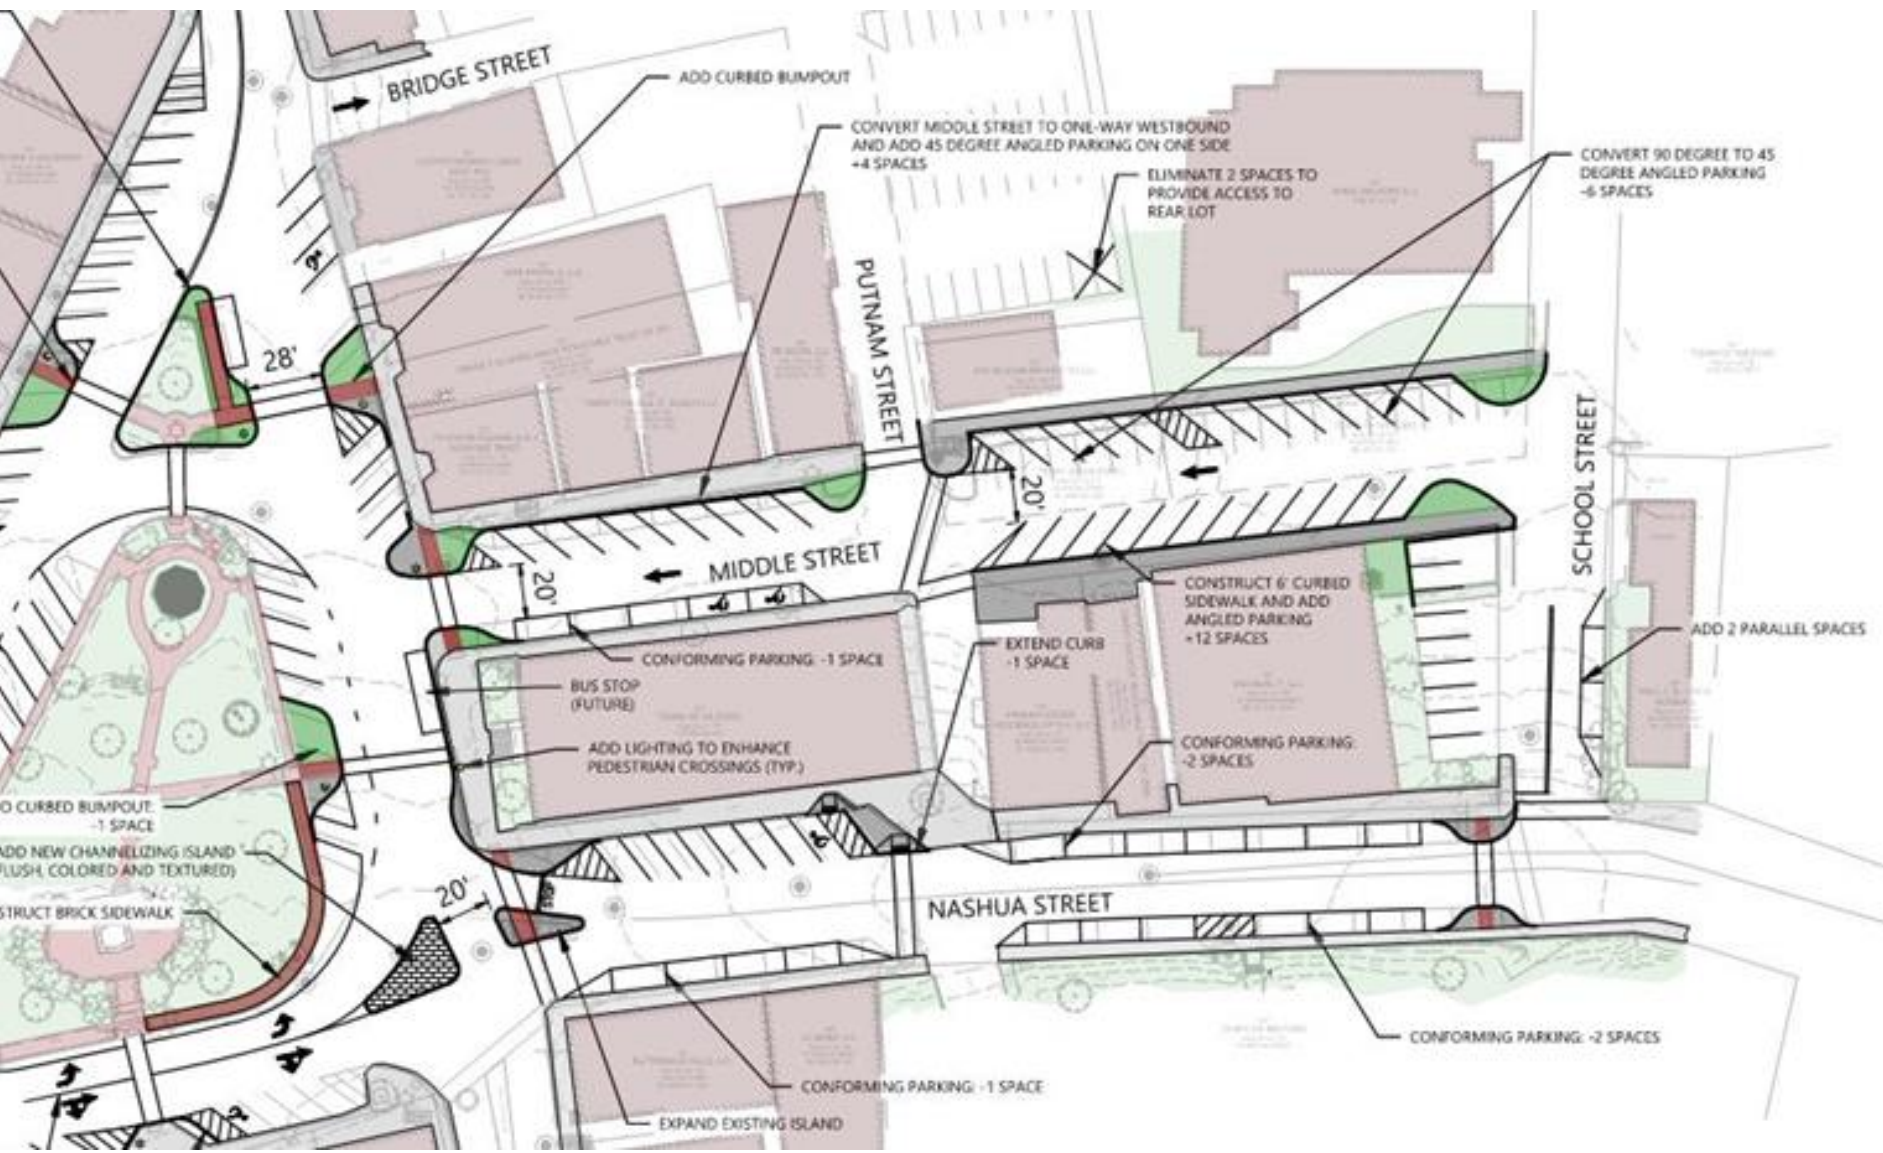 BRIDGE STREET
ADD CURBED BUMPOUT
CONVERT MIDDLE STREET TO ONE-WAY WESTBOUND
AND ADD 45 DEGREE ANGLED PARKING ON ONE SIDE
+4 SPACES
ELIMINATE 2 SPACES TO
PROVIDE ACCESS TO
REAR LOT
CONVERT 90 DEGREE TO 45
DEGREE ANGLED PARKING
-6 SPACES
PUTNAM STREET
28'
20'
SCHOOL STREET
MIDDLE STREET
20'
CONSTRUCT 6' CURBED
SIDEWALK AND ADD
ANGLED PARKING
+12 SPACES
ADD 2 PARALLEL SPACES
EXTEND CURB
-1 SPACE
CONFORMING PARKING: -1 SPACE
BUS STOP
(FUTURE)
ADD LIGHTING TO ENHANCE
PEDESTRIAN CROSSINGS (TYP.)
CONFORMING PARKING:
-2 SPACES
O CURBED BUMPOUT:
-1 SPACE
ADD NEW CHANNELIZING ISLAND
FLUSH, COLORED AND TEXTURED)
20'
STRUCT BRICK SIDEWALK
NASHUA STREET
CONFORMING PARKING: -2 SPACES
CONFORMING PARKING: -1 SPACE
EXPAND EXISTING ISLAND